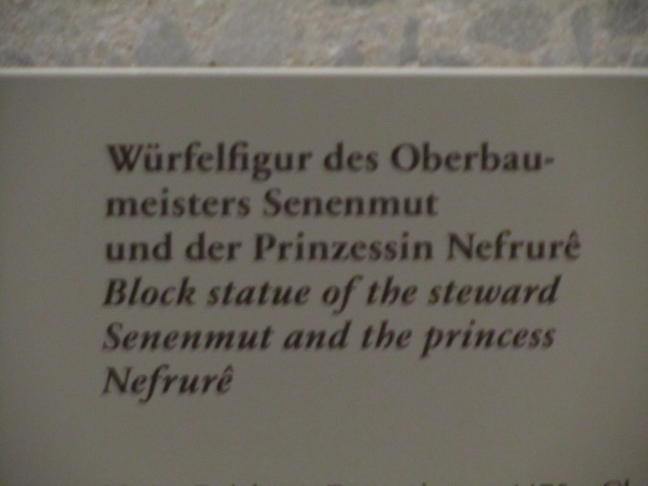 Würfelfigur des Oberbau-
meisters Senenmut
und der Prinzessin Nefrurê
Block statue of the steward
Senenmut and the princess
Nefrurê